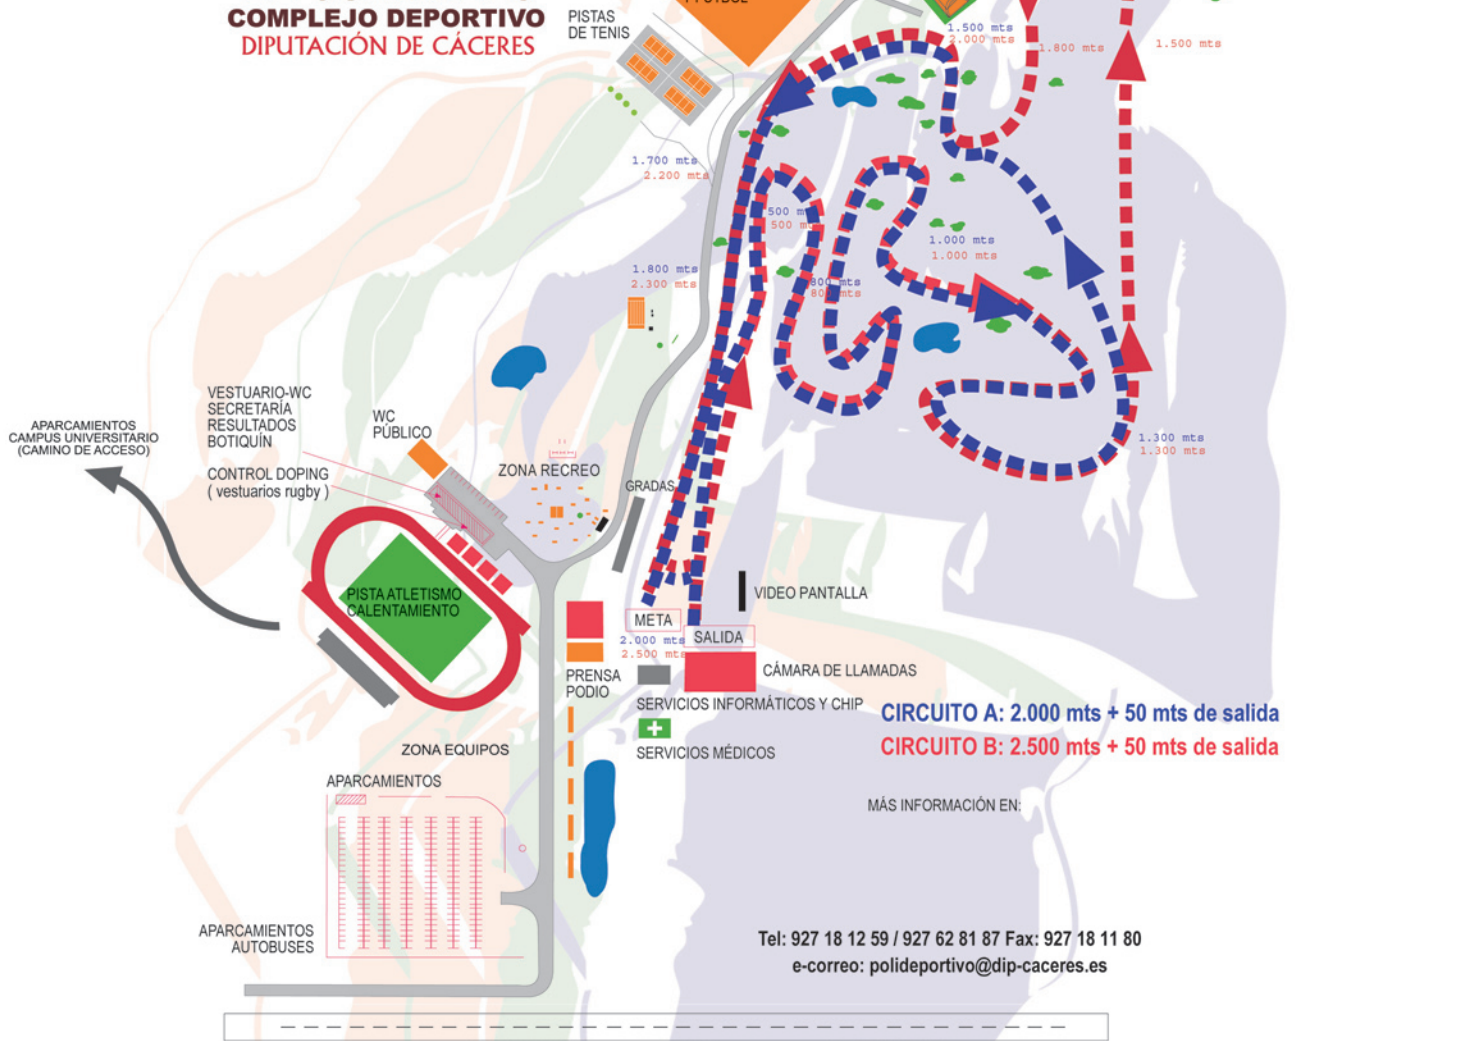 COMPLEJO DEPORTIVO
DIPUTACIÓN DE CÁCERES
PISTAS
DE TENIS
1.500 mts
2.000 mts
1.800 mts
1.500 mts
1.700 mts
2.200 mts
500 mts
500 mts
1.000 mts
1.000 mts
1.800 mts
2.300 mts
800 mts
800 mts
VESTUARIO-WC
SECRETARÍA
RESULTADOS
BOTIQUÍN
WC
PÚBLICO
APARCAMIENTOS
CAMPUS UNIVERSITARIO
(CAMINO DE ACCESO)
CONTROL DOPING
( vestuarios rugby )
ZONA RECREO
GRADAS
1.300 mts
1.300 mts
PISTA ATLETISMO
CALENTAMIENTO
VIDEO PANTALLA
META
SALIDA
2.000 mts
2.500 mts
PRENSA
PODIO
CÁMARA DE LLAMADAS
SERVICIOS INFORMÁTICOS Y CHIP
SERVICIOS MÉDICOS
CIRCUITO A: 2.000 mts + 50 mts de salida
CIRCUITO B: 2.500 mts + 50 mts de salida
ZONA EQUIPOS
APARCAMIENTOS
MÁS INFORMACIÓN EN:
APARCAMIENTOS
AUTOBUSES
Tel: 927 18 12 59 / 927 62 81 87 Fax: 927 18 11 80
e-correo: polideportivo@dip-caceres.es